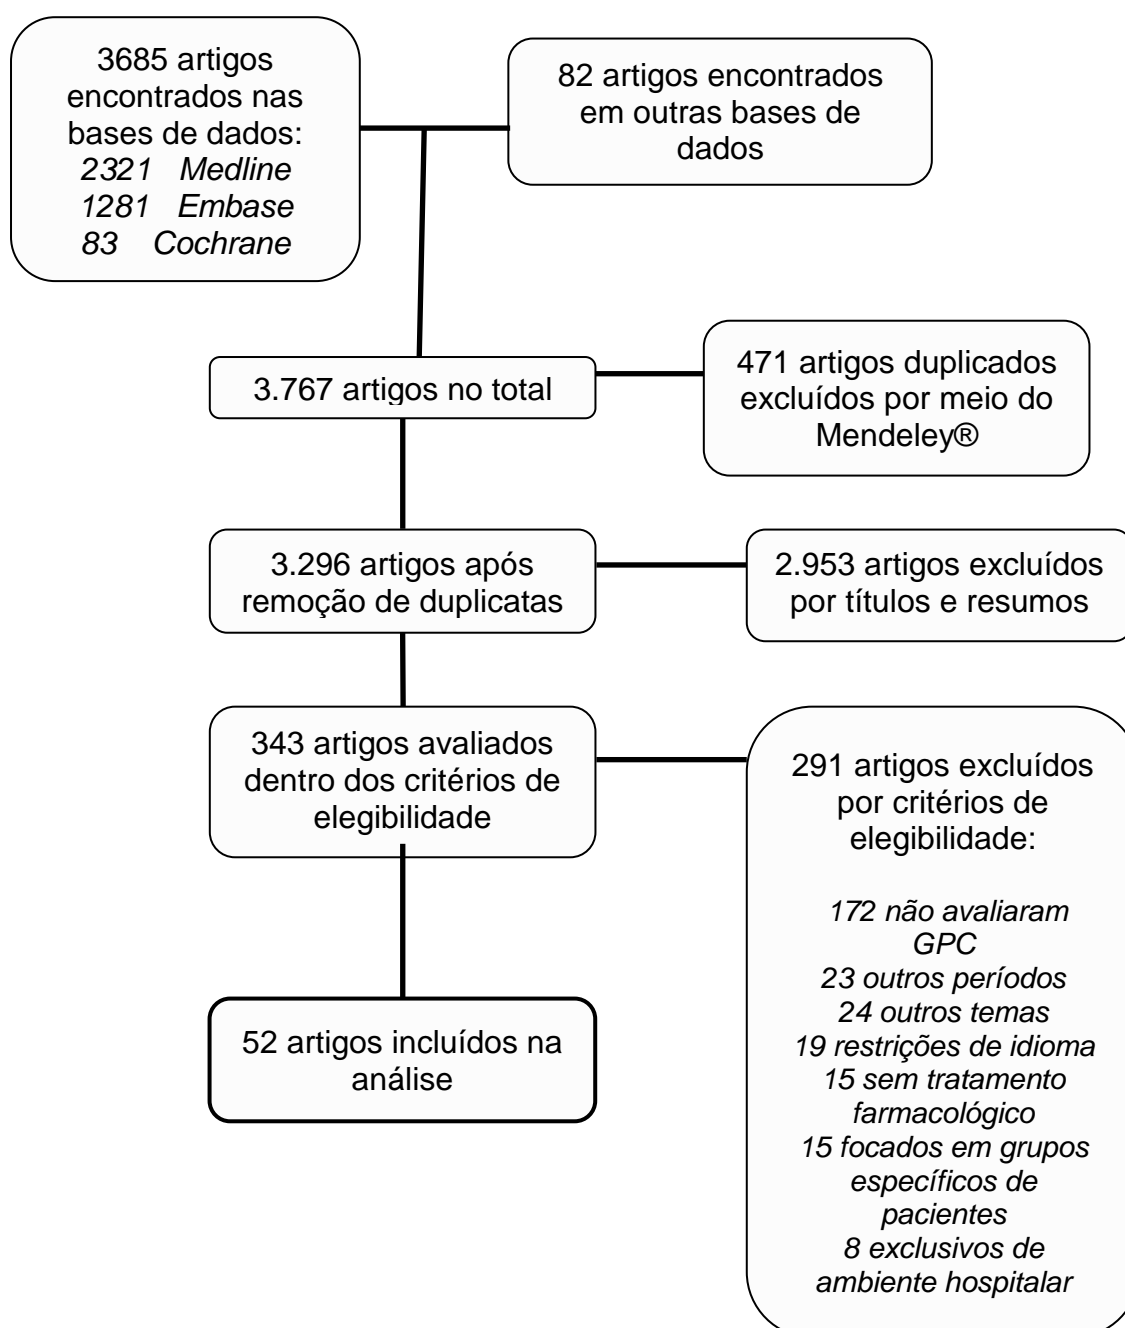 3685 artigos
encontrados nas
bases de dados:
2321 Medline
1281 Embase
83 Cochrane
82 artigos encontrados
em outras bases de
dados
3.767 artigos no total
471 artigos duplicados
excluídos por meio do
Mendeley®
3.296 artigos após
remoção de duplicatas
2.953 artigos excluídos
por títulos e resumos
343 artigos avaliados
dentro dos critérios de
elegibilidade
291 artigos excluídos
por critérios de
elegibilidade:
172 não avaliaram
GPC
23 outros períodos
24 outros temas
19 restrições de idioma
15 sem tratamento
farmacológico
15 focados em grupos
específicos de
pacientes
8 exclusivos de
ambiente hospitalar
52 artigos incluídos na
análise